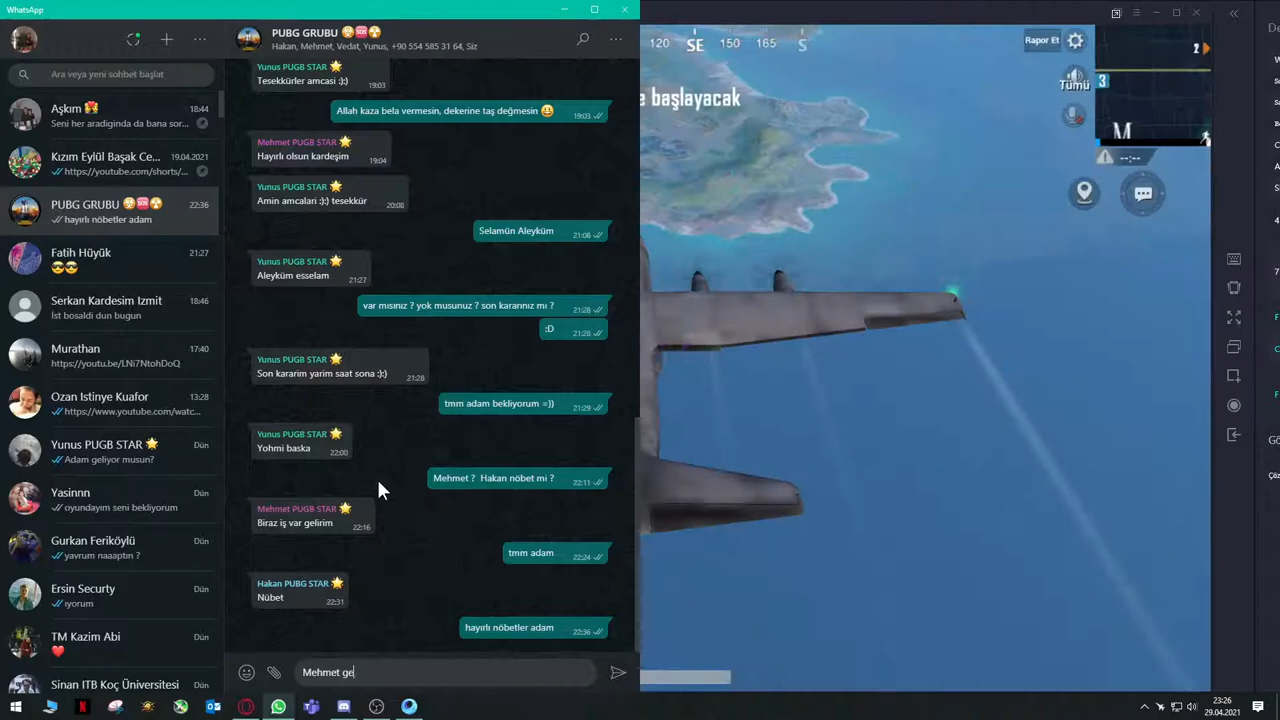 WhatsApp
Ara veya yeni sohbet başlat
Aşkım
18:44
Seni her aradiginda da bana sor...
Kızım Eylül Başak Ce...
19.04.2021
https://youtube.com/shorts/...
PUBG GRUBU
22:36
hayırlı nöbetler adam
Fatih Hüyük
21:27
Serkan Kardesim Izmit
18:46
İst bosaldi dun bugun
Murathan
17:40
https://youtu.be/LNi7NtohDoQ
Ozan Istinye Kuafor
13:28
https://www.youtube.com/watc...
Yunus PUGB STAR
Dün
Adam geliyor musun?
Yasinnn
Dün
oyundayım seni bekliyorum
Gurkan Feriköylü
Dün
yavrum naaaptın ?
Ersin Securty
Dün
ıyorum
TM Kazim Abi
Dün
Sinan ITB Koç Üniversitesi
Dün
PUBG GRUBU SOS
Hakan, Mehmet, Vedat, Yunus, +90 554 585 31 64, Siz
Yunus PUGB STAR
Tesekkürler amcasi :):)
19:03
Allah kaza bela vermesin, dekerine taş değmesin
19:03
Mehmet PUGB STAR
Hayırlı olsun kardeşim
19:04
Yunus PUGB STAR
Amin amcalari :):) tesekkür
20:08
Selamün Aleyküm
21:08
Yunus PUGB STAR
Aleyküm esselam
21:27
var mısınız ? yok musunuz ? son kararınız mı ?
21:28
:D
21:28
Yunus PUGB STAR
Son kararim yarim saat sona :):)
21:28
tmm adam bekliyorum =))
21:29
Yunus PUGB STAR
Yohmi baska
22:00
Mehmet ? Hakan nöbet mi ?
22:11
Mehmet PUGB STAR
Biraz iş var gelirim
22:16
tmm adam
22:24
Hakan PUBG STAR
Nübet
22:31
hayırlı nöbetler adam
22:36
Mehmet ge
120 SE 150 165 S
Rapor Et
e başlayacak
Tümü
2
3
M
--:--
23:26
29.04.2021